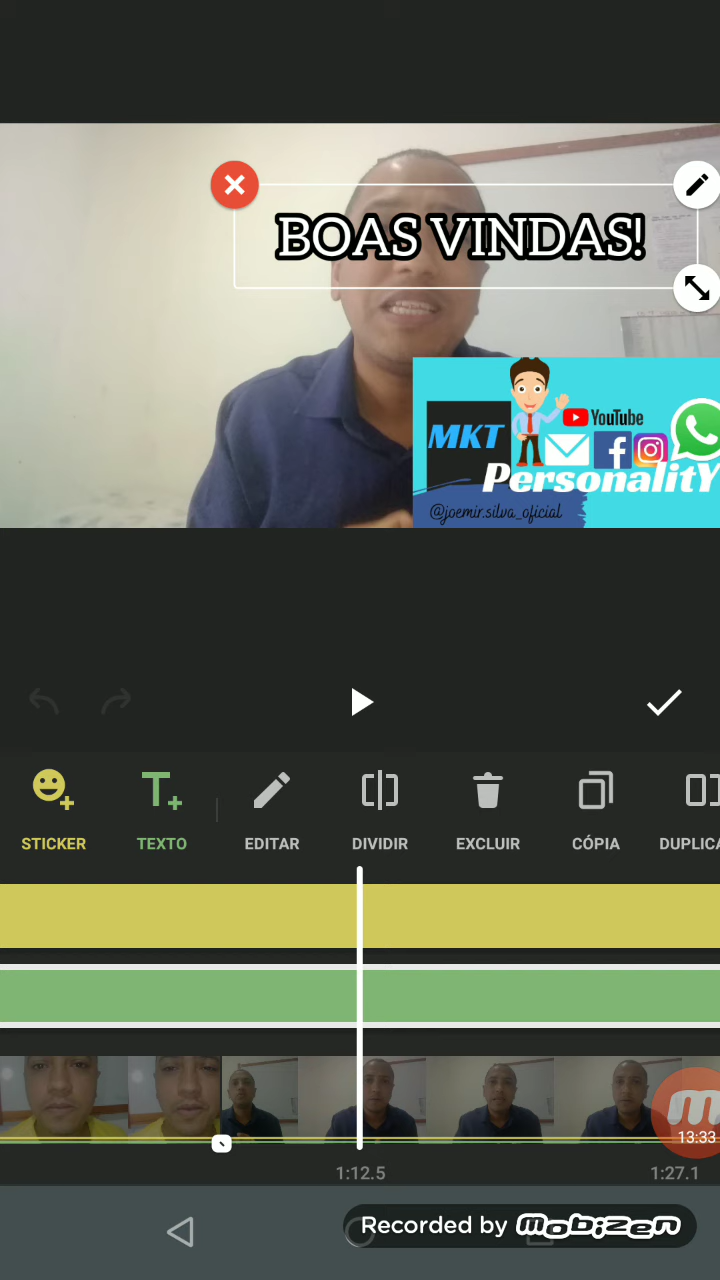 BOAS VINDAS!
YouTube
MKT
PersonalitY
@joemir.silva_oficial
STICKER
TEXTO
EDITAR
DIVIDIR
EXCLUIR
CÓPIA
DUPLICA
13:33
1:12.5
1:27.1
Recorded by mobizen